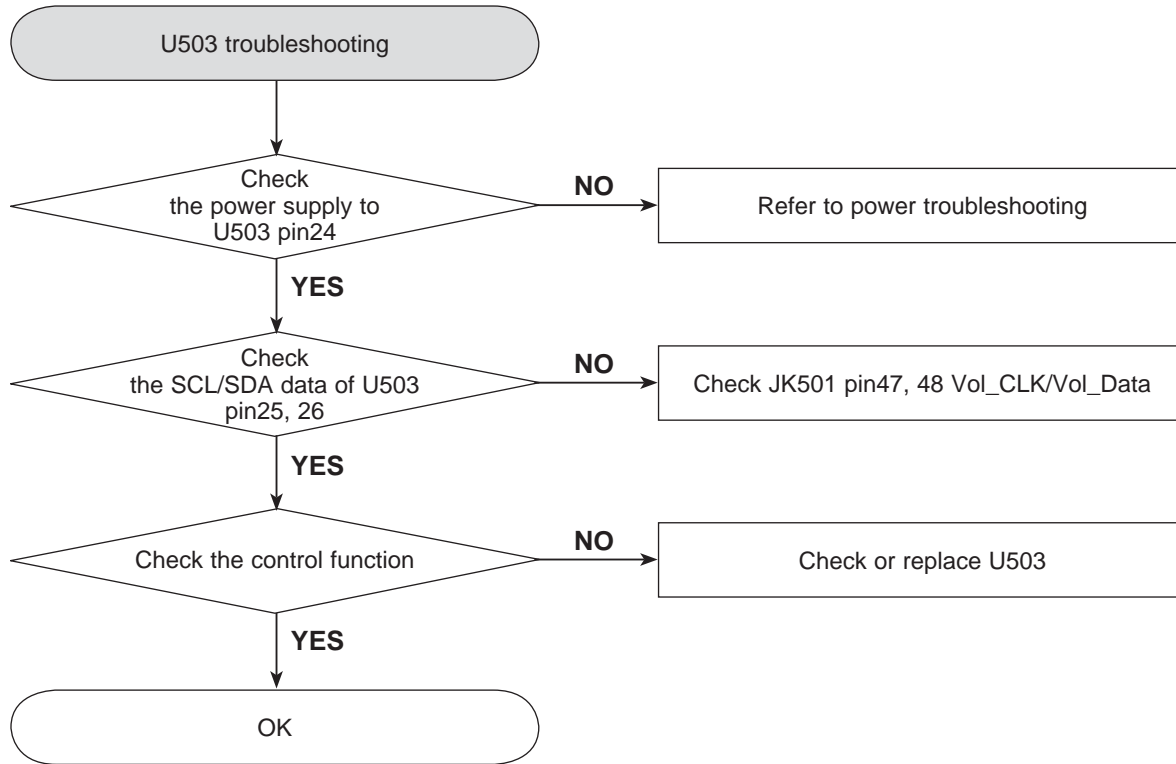 U503 troubleshooting
Check
the power supply to
U503 pin24
NO
Refer to power troubleshooting
YES
Check
the SCL/SDA data of U503
pin25, 26
NO
Check JK501 pin47, 48 Vol_CLK/Vol_Data
YES
Check the control function
NO
Check or replace U503
YES
OK